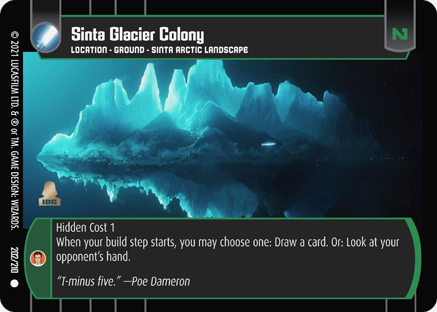 Sinta Glacier Colony
LOCATION - GROUND - SINTA ARCTIC LANDSCAPE
N
© 2021 LUCASFILM LTD. & ® or TM. GAME DESIGN: WIZARDS.
IDC
Hidden Cost 1
When your build step starts, you may choose one: Draw a card. Or: Look at your
opponent's hand.
"T-minus five." —Poe Dameron
202/210